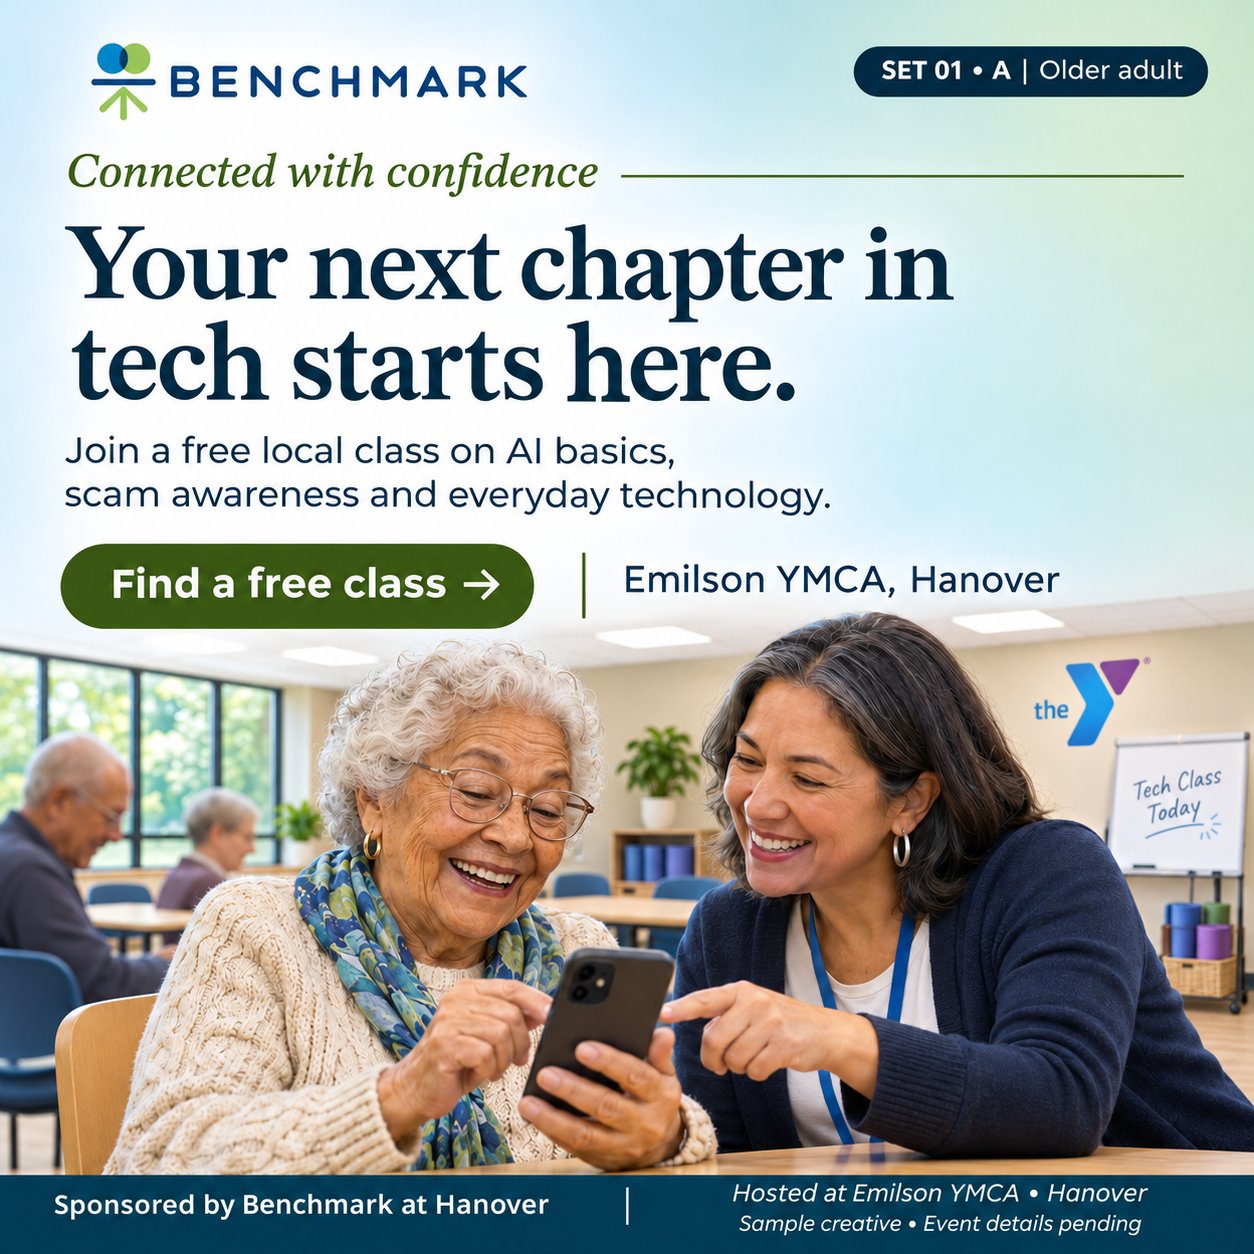 BENCHMARK
SET 01 • A | Older adult
Connected with confidence
Your next chapter in
tech starts here.
Join a free local class on AI basics,
scam awareness and everyday technology.
Find a free class →
Emilson YMCA, Hanover
the Y®
Tech Class
Today
Sponsored by Benchmark at Hanover
Hosted at Emilson YMCA • Hanover
Sample creative • Event details pending